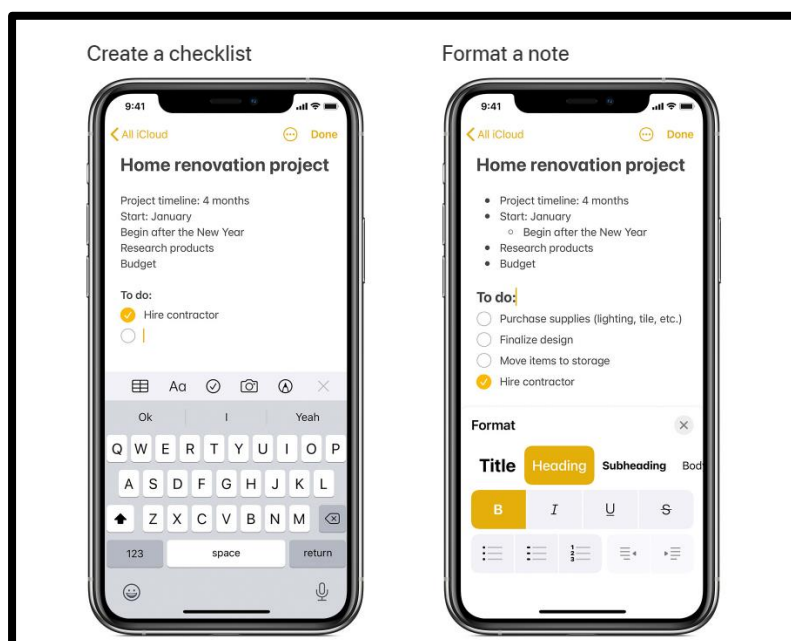 Create a checklist
9:41
All iCloud
Done
Home renovation project
Project timeline: 4 months
Start: January
Begin after the New Year
Research products
Budget
To do:
Hire contractor
Aa
Ok I Yeah
Q W E R T Y U I O P
A S D F G H J K L
Z X C V B N M
123 space return
Format a note
9:41
All iCloud
Done
Home renovation project
Project timeline: 4 months
Start: January
Begin after the New Year
Research products
Budget
To do:
Purchase supplies (lighting, tile, etc.)
Finalize design
Move items to storage
Hire contractor
Format
Title Heading Subheading Body
B I U S
1
2
3